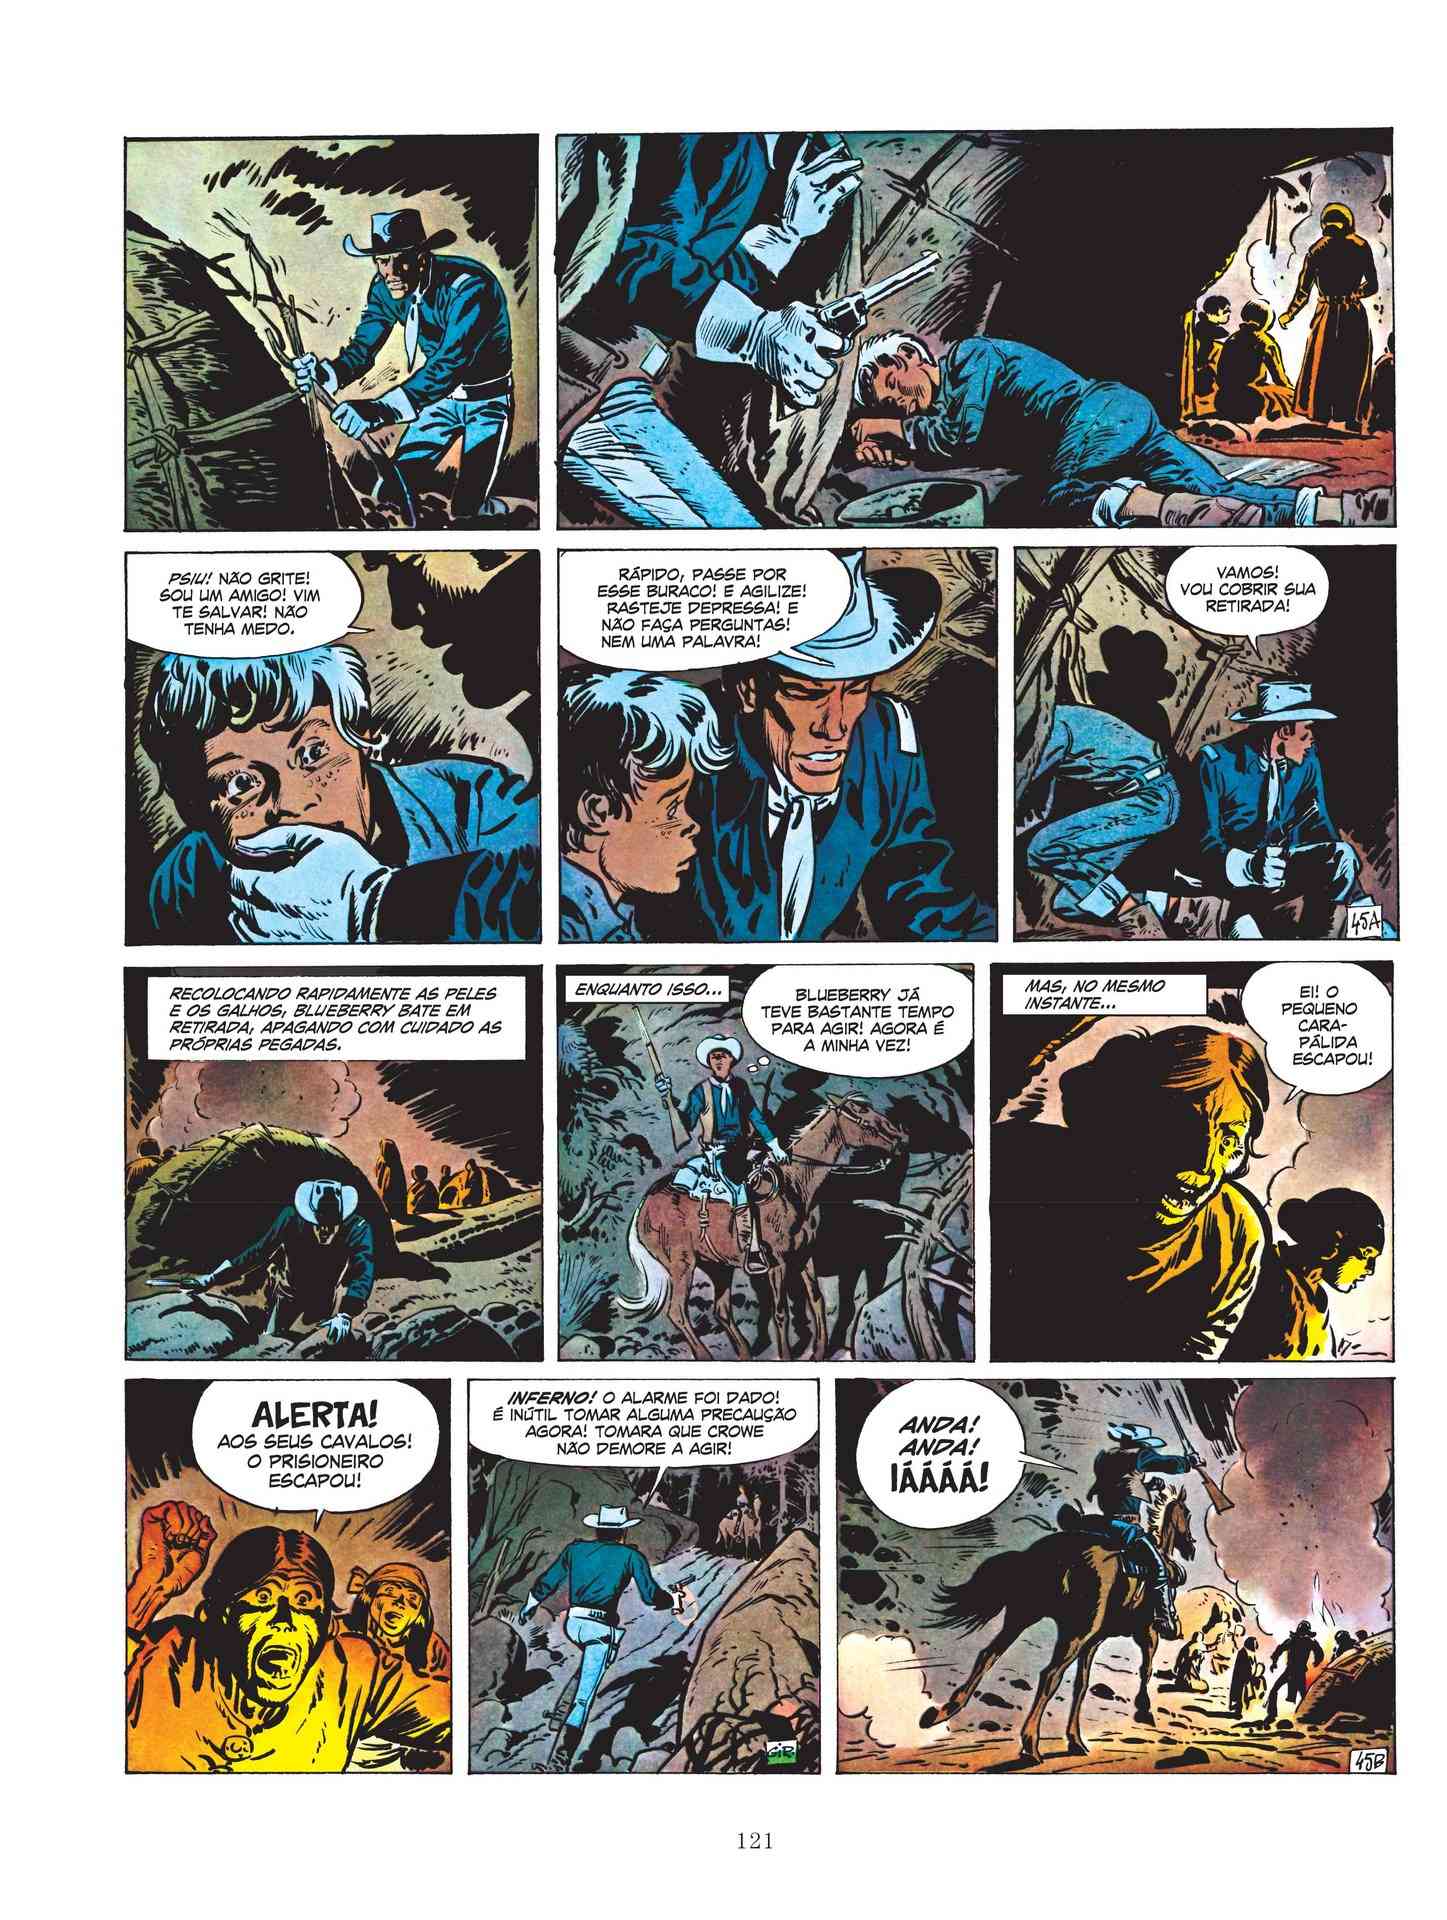 PSIU! NÃO GRITE!
SOU UM AMIGO! VIM
TE SALVAR! NÃO
TENHA MEDO.
RÁPIDO, PASSE POR
ESSE BURACO! E AGILIZE!
RASTEJE DEPRESSA! E
NÃO FAÇA PERGUNTAS!
NEM UMA PALAVRA!
VAMOS!
VOU COBRIR SUA
RETIRADA!
45A
RECOLOCANDO RAPIDAMENTE AS PELES
E OS GALHOS, BLUEBERRY BATE EM
RETIRADA, APAGANDO COM CUIDADO AS
PRÓPRIAS PEGADAS.
ENQUANTO ISSO...
BLUEBERRY JÁ
TEVE BASTANTE TEMPO
PARA AGIR! AGORA É
A MINHA VEZ!
MAS, NO MESMO
INSTANTE...
EI! O
PEQUENO
CARA-
PÁLIDA
ESCAPOU!
ALERTA!
AOS SEUS CAVALOS!
O PRISIONEIRO
ESCAPOU!
INFERNO! O ALARME FOI DADO!
É INÚTIL TOMAR ALGUMA PRECAUÇÃO
AGORA! TOMARA QUE CROWE
NÃO DEMORE A AGIR!
GIR.
ANDA!
ANDA!
IÁÁÁÁ!
45B
121